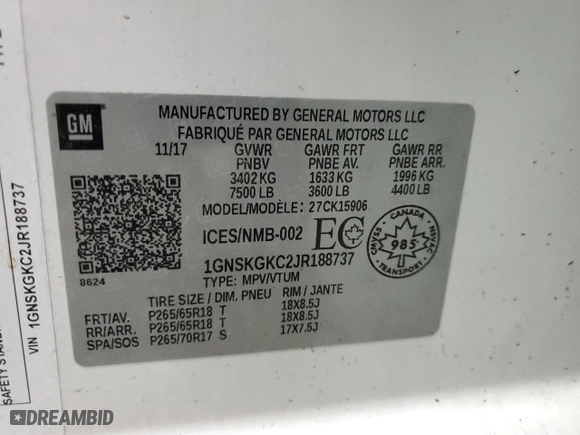 GM
MANUFACTURED BY GENERAL MOTORS LLC
FABRIQUÉ PAR GENERAL MOTORS LLC
11/17 GVWR GAWR FRT GAWR RR
PNBV PNBE AV. PNBE ARR.
3402 KG 1633 KG 1996 KG
7500 LB 3600 LB 4400 LB
MODEL/MODÈLE: 27CK15906
ICES/NMB-002 EC
CANADA
CMVSS 985 NSVAC
TRANSPORT
1GNSKGKC2JR188737
8624
TYPE: MPV/VTUM
TIRE SIZE / DIM. PNEU RIM / JANTE
FRT/AV. P265/65R18 T 18X8.5J
RR/ARR. P265/65R18 T 18X8.5J
SPA/SOS P265/70R17 S 17X7.5J
VIN 1GNSKGKC2JR188737
DREAMBID